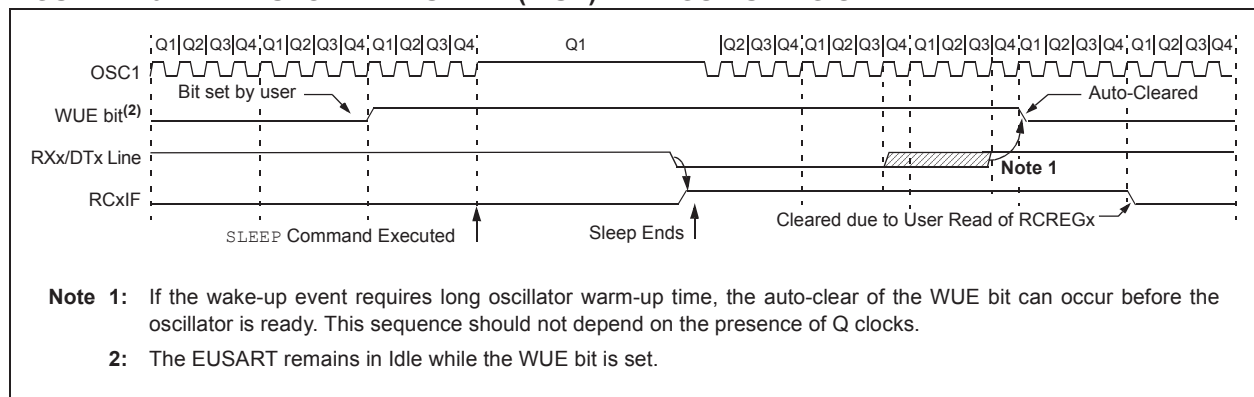 Q1 Q2 Q3 Q4 Q1 Q2 Q3 Q4 Q1 Q2 Q3 Q4 Q1 Q2 Q3 Q4 Q1 Q2 Q3 Q4 Q1 Q2 Q3 Q4 Q1 Q2 Q3 Q4 Q1 Q2 Q3 Q4
OSC1
Bit set by user
Auto-Cleared
WUE bit(2)
RXx/DTx Line
Note 1
RCxIF
Cleared due to User Read of RCREGx
SLEEP Command Executed
Sleep Ends
Note 1: If the wake-up event requires long oscillator warm-up time, the auto-clear of the WUE bit can occur before the
oscillator is ready. This sequence should not depend on the presence of Q clocks.
2: The EUSART remains in Idle while the WUE bit is set.